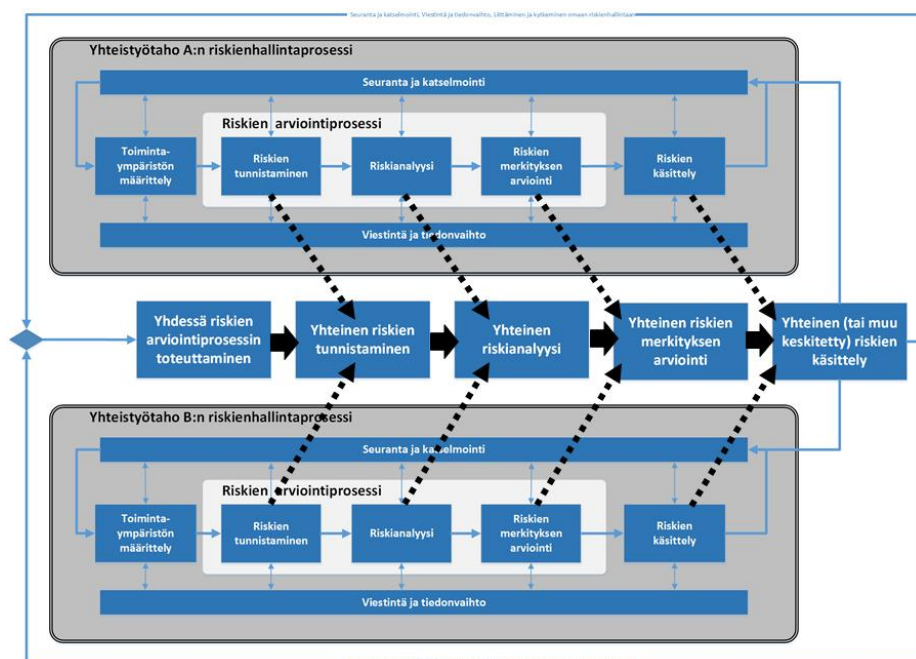 Seuranta ja katselmointi, Viestintä ja tiedonvaihto, Liittäminen ja kytkeminen omaan riskienhallintaan
Yhteistyötaho A:n riskienhallintaprosessi
Seuranta ja katselmointi
Riskien arviointiprosessi
Toiminta-
ympäristön
määrittely
Riskien
tunnistaminen
Riskianalyysi
Riskien
merkityksen
arviointi
Riskien
käsittely
Viestintä ja tiedonvaihto
Yhdessä riskien
arviointiprosessin
toteuttaminen
Yhteinen riskien
tunnistaminen
Yhteinen
riskianalyysi
Yhteinen riskien
merkityksen
arviointi
Yhteinen (tai muu
keskitetty) riskien
käsittely
Yhteistyötaho B:n riskienhallintaprosessi
Seuranta ja katselmointi
Riskien arviointiprosessi
Toiminta-
ympäristön
määrittely
Riskien
tunnistaminen
Riskianalyysi
Riskien
merkityksen
arviointi
Riskien
käsittely
Viestintä ja tiedonvaihto